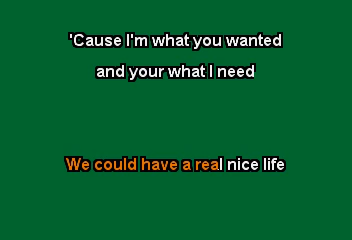 'Cause I'm what you wanted
and your what I need
We could have a real nice life